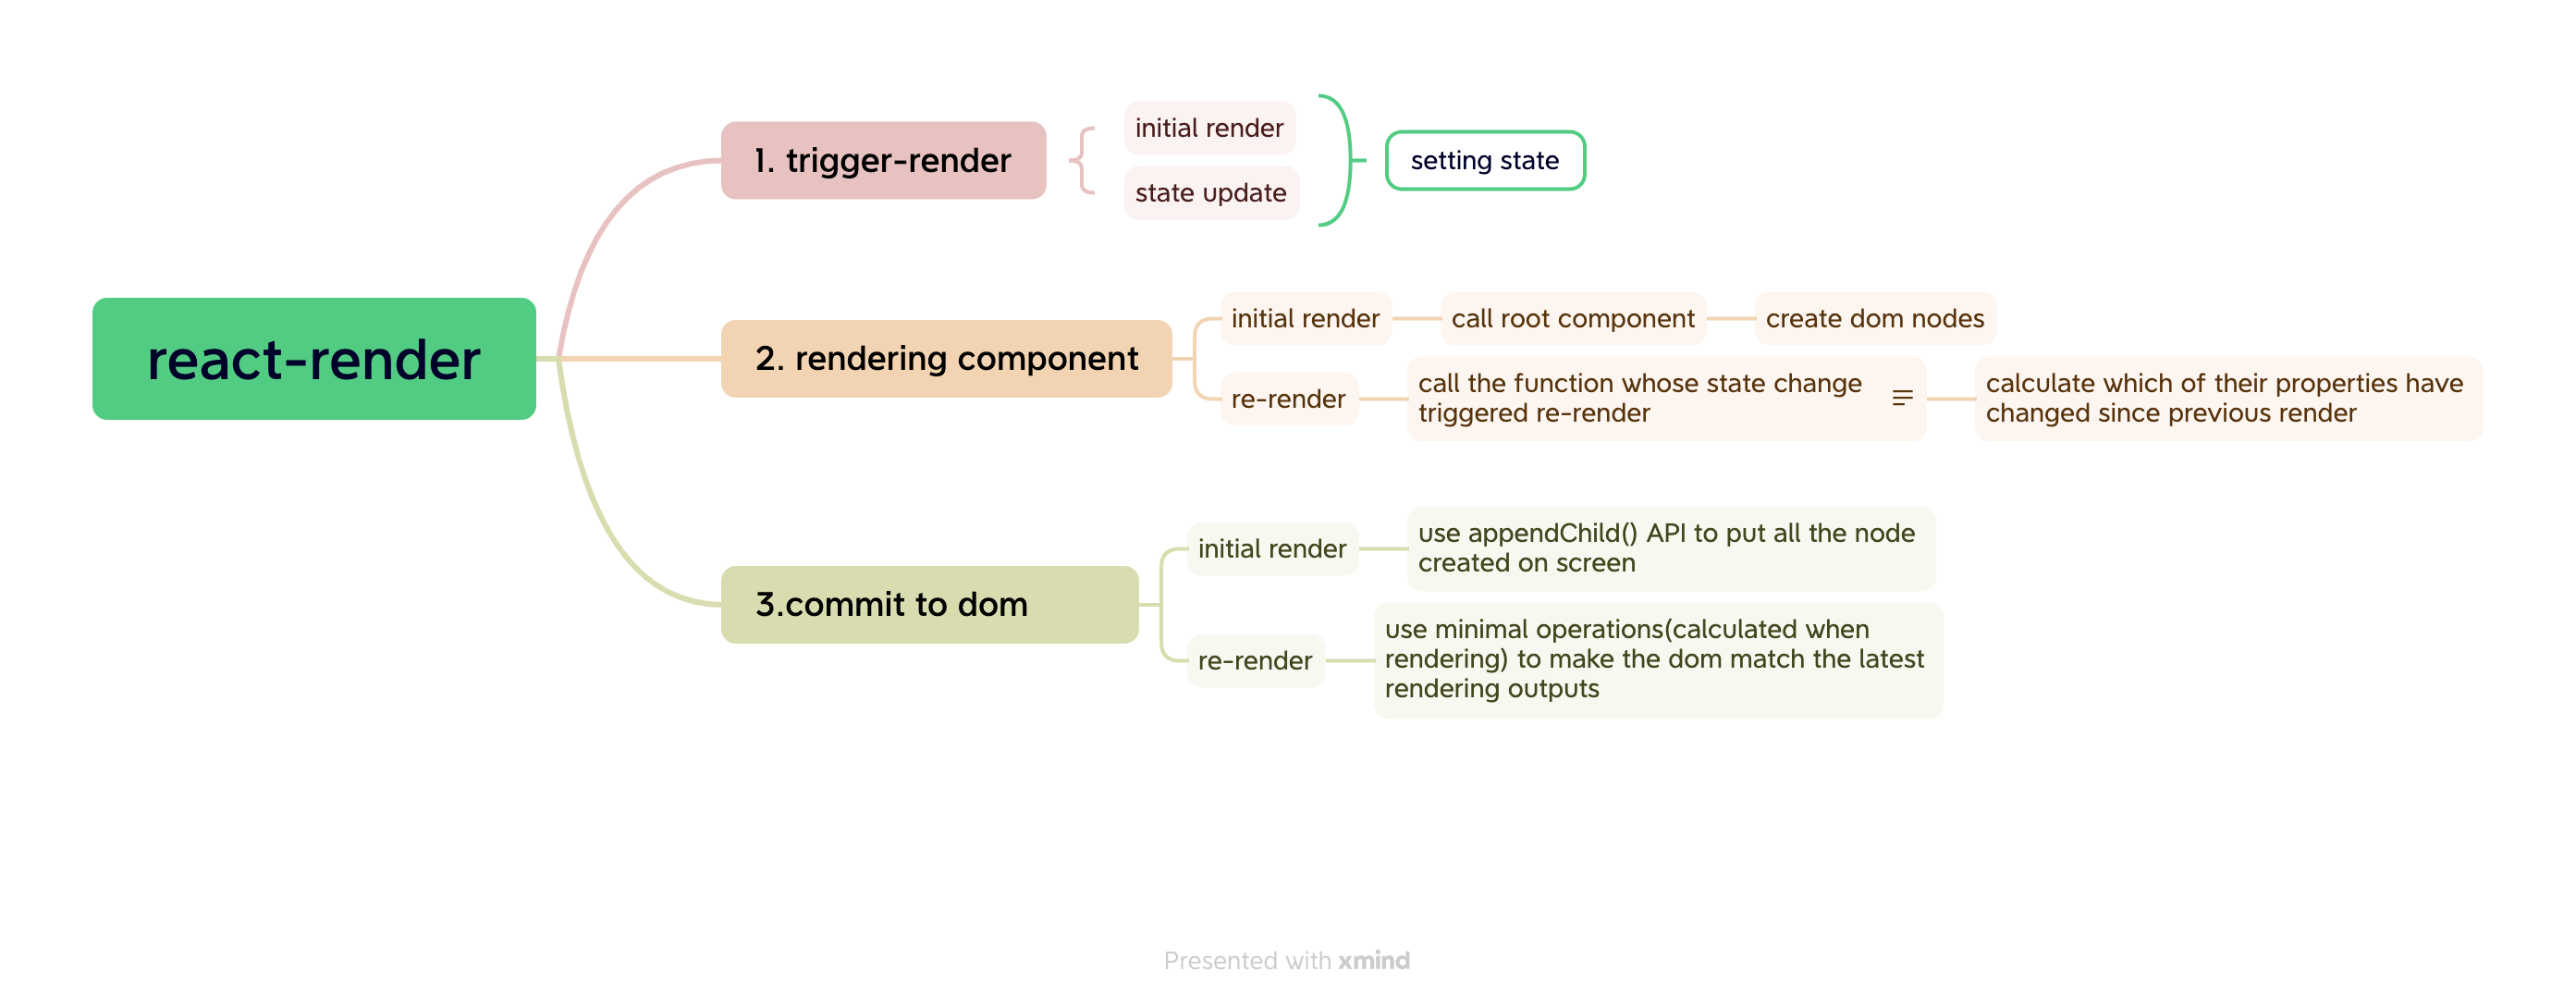 react-render
1. trigger-render
initial render
state update
setting state
2. rendering component
initial render
call root component
create dom nodes
re-render
call the function whose state change
triggered re-render
calculate which of their properties have
changed since previous render
3.commit to dom
initial render
use appendChild() API to put all the node
created on screen
re-render
use minimal operations(calculated when
rendering) to make the dom match the latest
rendering outputs
Presented with xmind